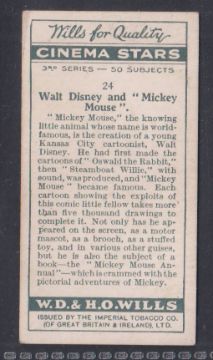 Wills for Quality
CINEMA STARS
3RD SERIES — 50 SUBJECTS
24
Walt Disney and "Mickey
Mouse".
"Mickey Mouse," the knowing
little animal whose name is world-
famous, is the creation of a young
Kansas City cartoonist, Walt
Disney. He had first made the
cartoons of "Oswald the Rabbit,"
then "Steamboat Willie," with
sound, was produced, and "Mickey
Mouse" became famous. Each
cartoon showing the exploits of
this comic little fellow takes more
than five thousand drawings to
complete it. Not only has he ap-
peared on the screen, as a motor
mascot, as a brooch, as a stuffed
toy, and in various other guises,
but he is also the subject of a
book—the "Mickey Mouse An-
nual"—which is crammed with the
pictorial adventures of Mickey.
W.D. & H.O. WILLS
ISSUED BY THE IMPERIAL TOBACCO CO.
(OF GREAT BRITAIN & IRELAND), LTD.